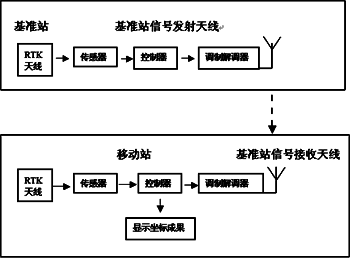 基准站
基准站信号发射天线
RTK
天线
传感器
控制器
调制解调器
移动站
基准站信号接收天线
RTK
天线
传感器
控制器
调制解调器
显示坐标成果